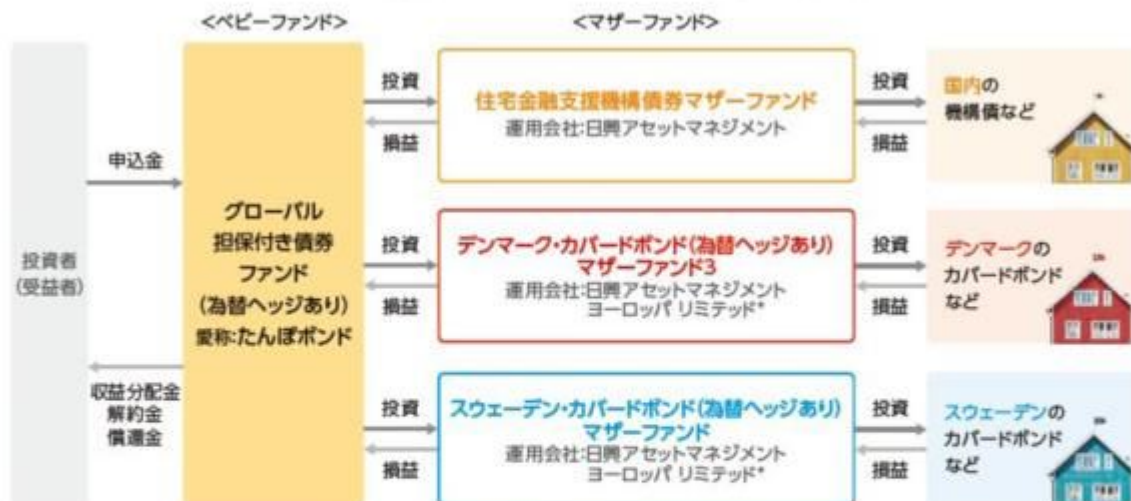 <ベビーファンド>
<マザーファンド>
投資者
(受益者)
申込金
収益分配金
解約金
償還金
グローバル
担保付き債券
ファンド
(為替ヘッジあり)
愛称:たんぽボンド
投資
損益
住宅金融支援機構債券マザーファンド
運用会社:日興アセットマネジメント
投資
損益
国内の
機構債など
投資
損益
デンマーク・カバードボンド(為替ヘッジあり)
マザーファンド3
運用会社:日興アセットマネジメント
ヨーロッパ リミテッド*
投資
損益
デンマークの
カバードボンド
など
投資
損益
スウェーデン・カバードボンド(為替ヘッジあり)
マザーファンド
運用会社:日興アセットマネジメント
ヨーロッパ リミテッド*
投資
損益
スウェーデンの
カバードボンド
など